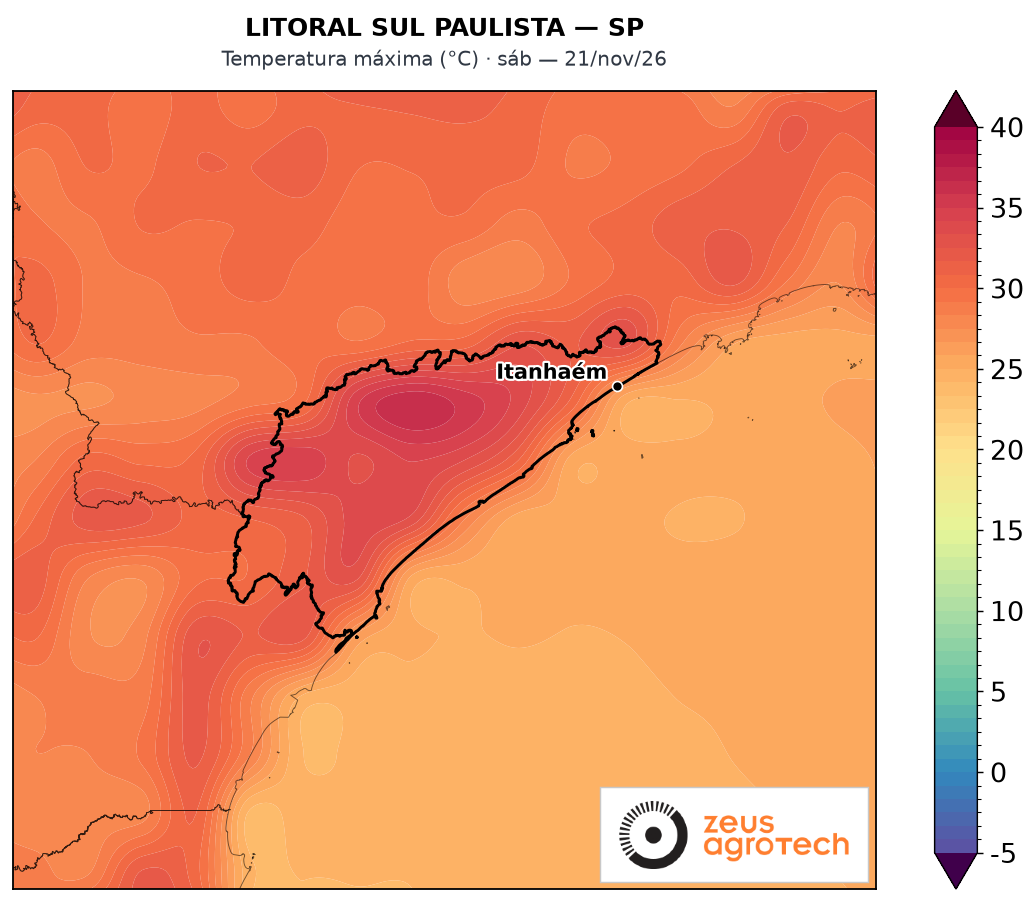 LITORAL SUL PAULISTA — SP
Temperatura máxima (°C) · sáb — 21/nov/26
Itanhaém
40
35
30
25
20
15
10
5
0
-5
zeus
agrotech